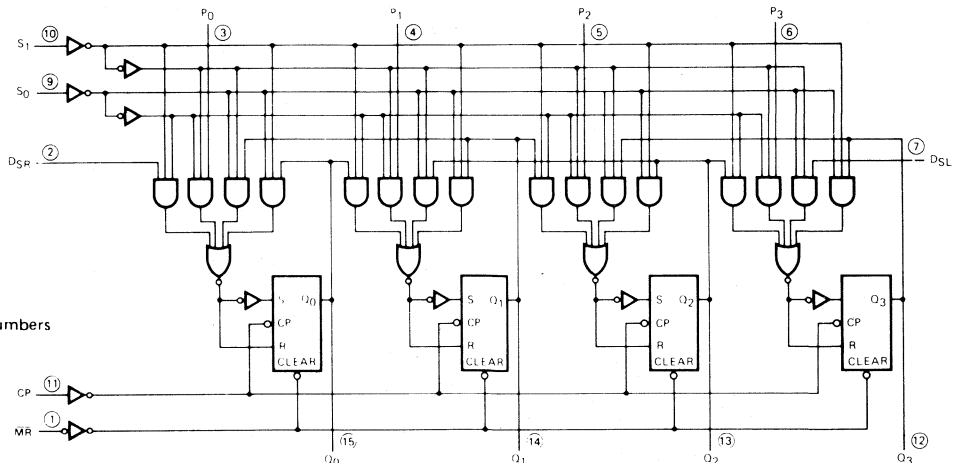 P0 P1 P2 P3
S1 10 3 4 5 6
S0 9
DSR 2 7 DSL
S Q0 S Q1 S Q2 S Q3
CP CP CP CP
R R R R
CLEAR CLEAR CLEAR CLEAR
umbers
CP 11
MR 1
15 14 13 12
Q0 Q1 Q2 Q3